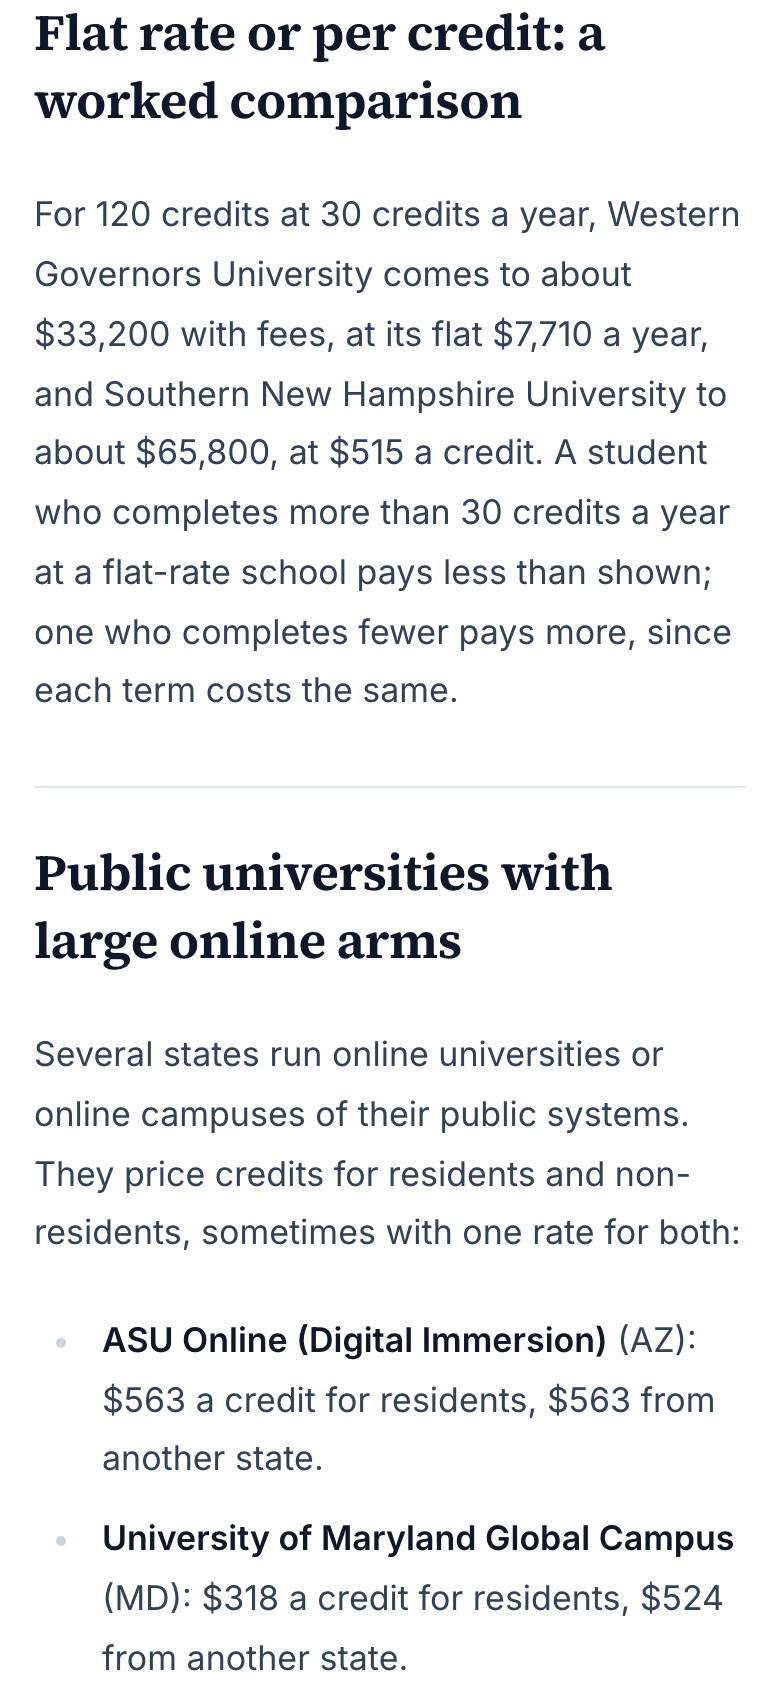 Flat rate or per credit: a
worked comparison
For 120 credits at 30 credits a year, Western
Governors University comes to about
$33,200 with fees, at its flat $7,710 a year,
and Southern New Hampshire University to
about $65,800, at $515 a credit. A student
who completes more than 30 credits a year
at a flat-rate school pays less than shown;
one who completes fewer pays more, since
each term costs the same.
Public universities with
large online arms
Several states run online universities or
online campuses of their public systems.
They price credits for residents and non-
residents, sometimes with one rate for both:
• ASU Online (Digital Immersion) (AZ):
$563 a credit for residents, $563 from
another state.
• University of Maryland Global Campus
(MD): $318 a credit for residents, $524
from another state.